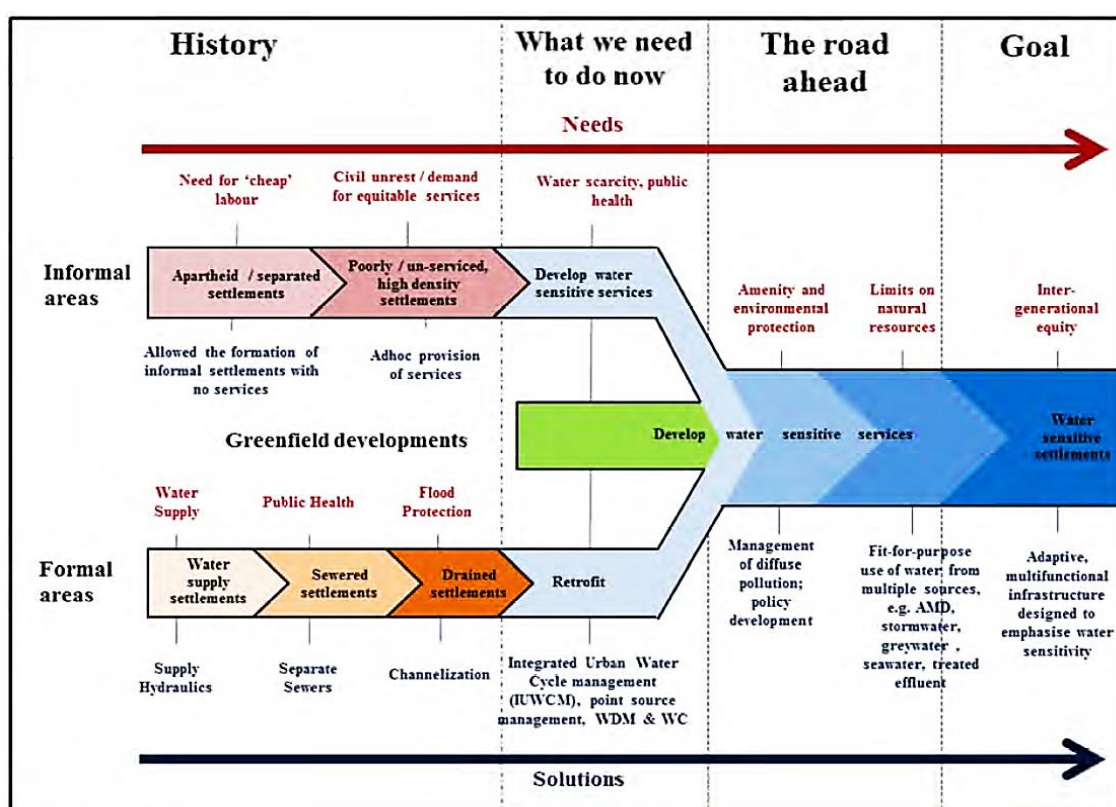 History
What we need
to do now
The road
ahead
Goal
Needs
Need for ‘cheap’
labour
Civil unrest / demand
for equitable services
Water scarcity, public
health
Informal
areas
Apartheid / separated
settlements
Poorly / un-serviced,
high density
settlements
Develop water
sensitive services
Amenity and
environmental
protection
Limits on
natural
resources
Inter-
generational
equity
Allowed the formation of
informal settlements with
no services
Adhoc provision
of services
Greenfield developments
Develop water sensitive services
Water
sensitive
settlements
Water
Supply
Public Health
Flood
Protection
Formal
areas
Water
supply
settlements
Sewered
settlements
Drained
settlements
Retrofit
Management
of diffuse
pollution;
policy
development
Fit-for-purpose
use of water from
multiple sources,
e.g. AMD,
stormwater,
greywater ,
seawater, treated
effluent
Adaptive,
multifunctional
infrastructure
designed to
emphasise water
sensitivity
Supply
Hydraulics
Separate
Sewers
Channelization
Integrated Urban Water
Cycle management
(IUWCM), point source
management, WDM & WC
Solutions